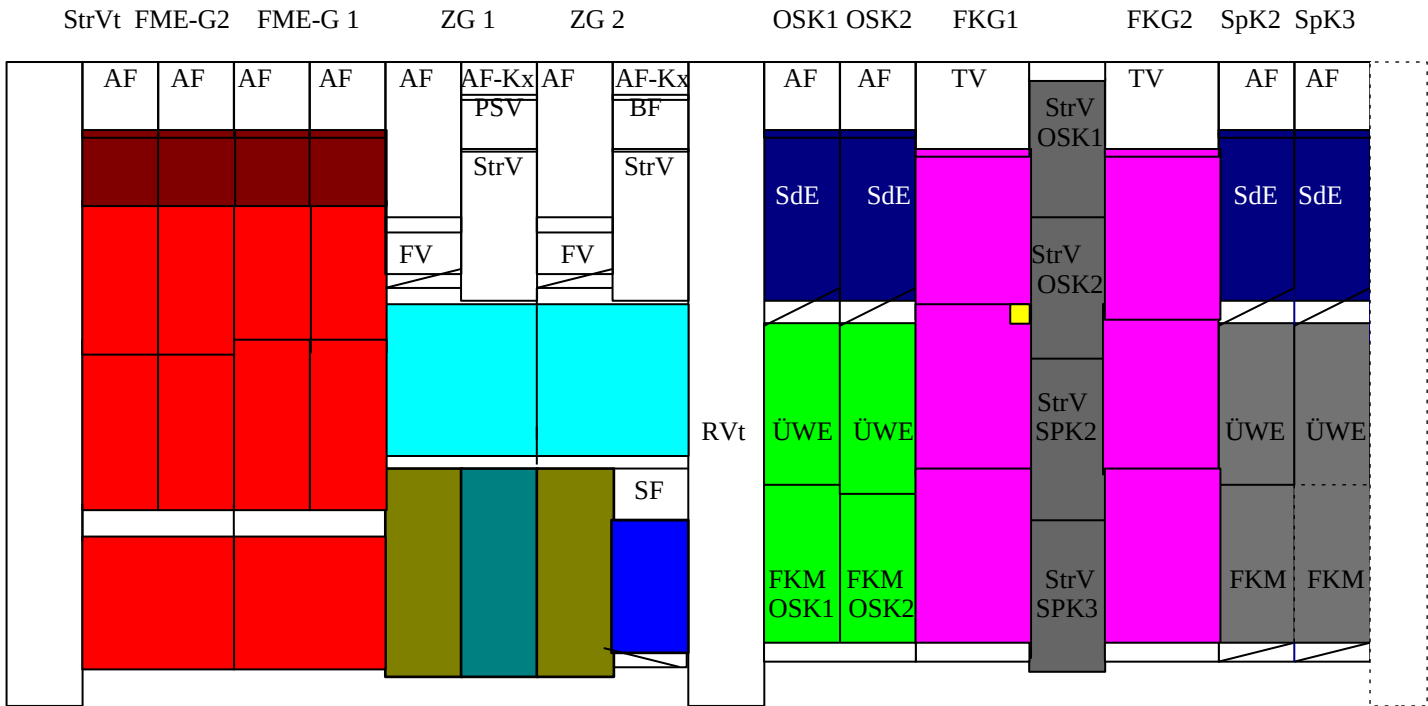 StrVt FME-G2 FME-G 1 ZG 1 ZG 2 OSK1 OSK2 FKG1 FKG2 SpK2 SpK3
AF AF AF AF AF AF-Kx AF AF-Kx AF AF TV TV AF AF
PSV BF StrV
OSK1
StrV StrV
SdE SdE SdE SdE
FV FV StrV
OSK2
StrV
SPK2
RVt ÜWE ÜWE ÜWE ÜWE
SF
FKM FKM StrV FKM FKM
OSK1 OSK2 SPK3